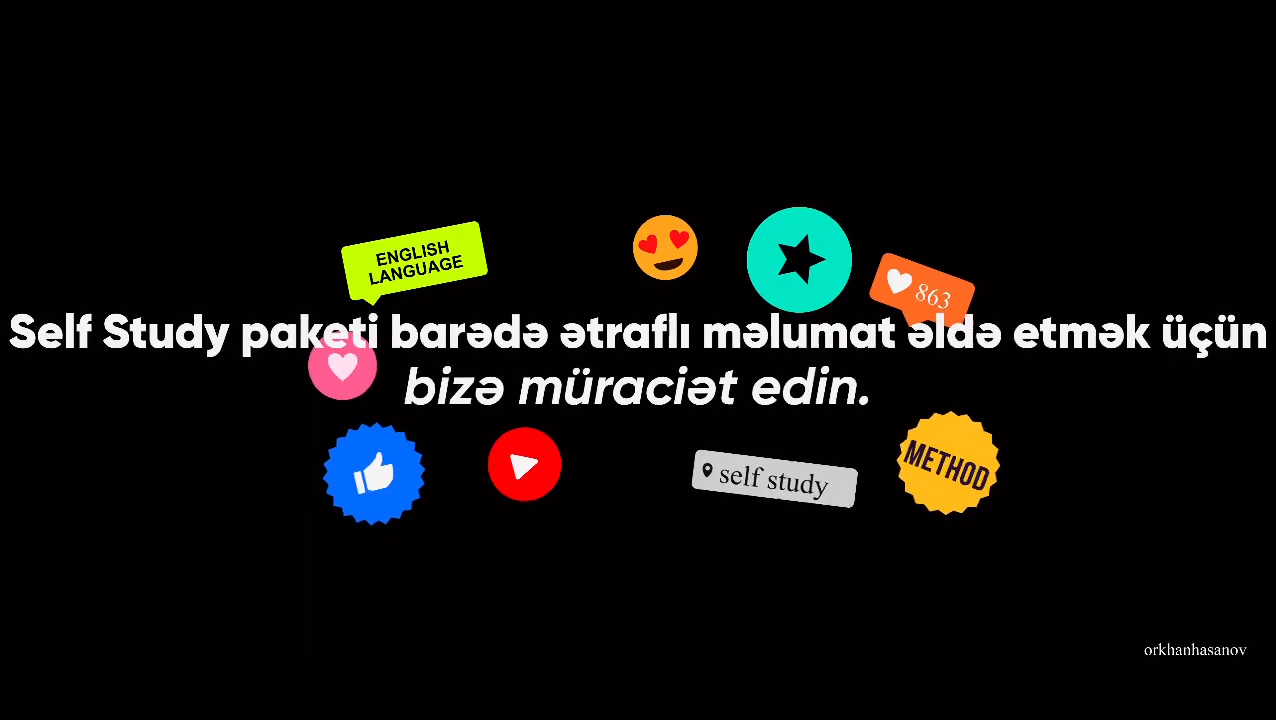 ENGLISH
LANGUAGE
863
Self Study paketi barədə ətraflı məlumat əldə etmək üçün
bizə müraciət edin.
self study
METHOD
orkhanhasanov